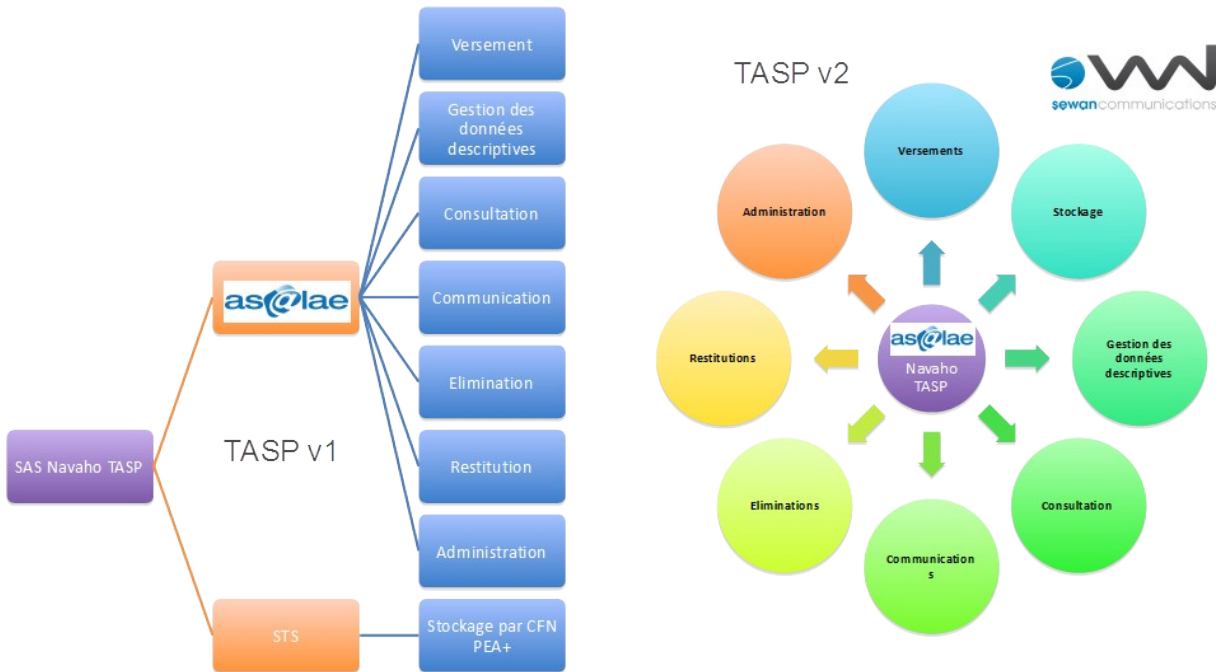 Versement
Gestion des
données
descriptives
Consultation
as@lae
Communication
Elimination
SAS Navaho TASP
TASP v1
Restitution
Administration
STS
Stockage par CFN
PEA+
TASP v2
sewan communications
Versements
Administration
Stockage
as@lae
Navaho
TASP
Restitutions
Gestion des
données
descriptives
Eliminations
Consultation
Communication
s